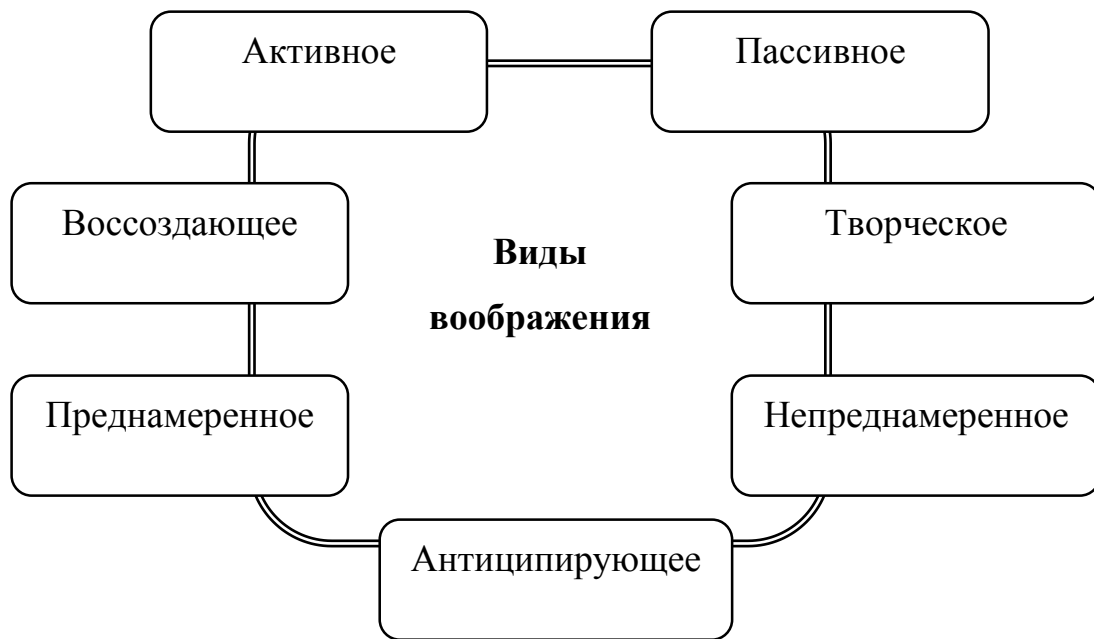 Активное
Пассивное
Воссоздающее
Творческое
Виды
воображения
Преднамеренное
Непреднамеренное
Антиципирующее